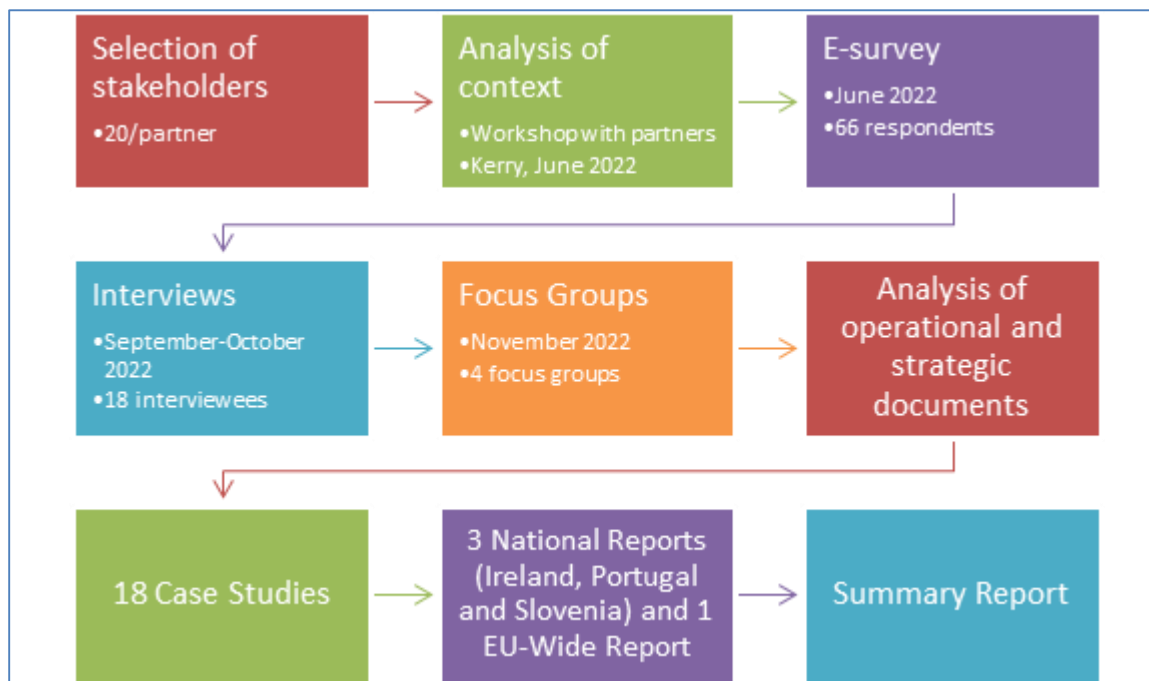 Selection of
stakeholders
•20/partner
Analysis of
context
•Workshop with partners
•Kerry, June 2022
E-survey
•June 2022
•66 respondents
Interviews
•September-October
2022
•18 interviewees
Focus Groups
•November 2022
•4 focus groups
Analysis of
operational and
strategic
documents
18 Case Studies
3 National Reports
(Ireland, Portugal
and Slovenia) and 1
EU-Wide Report
Summary Report